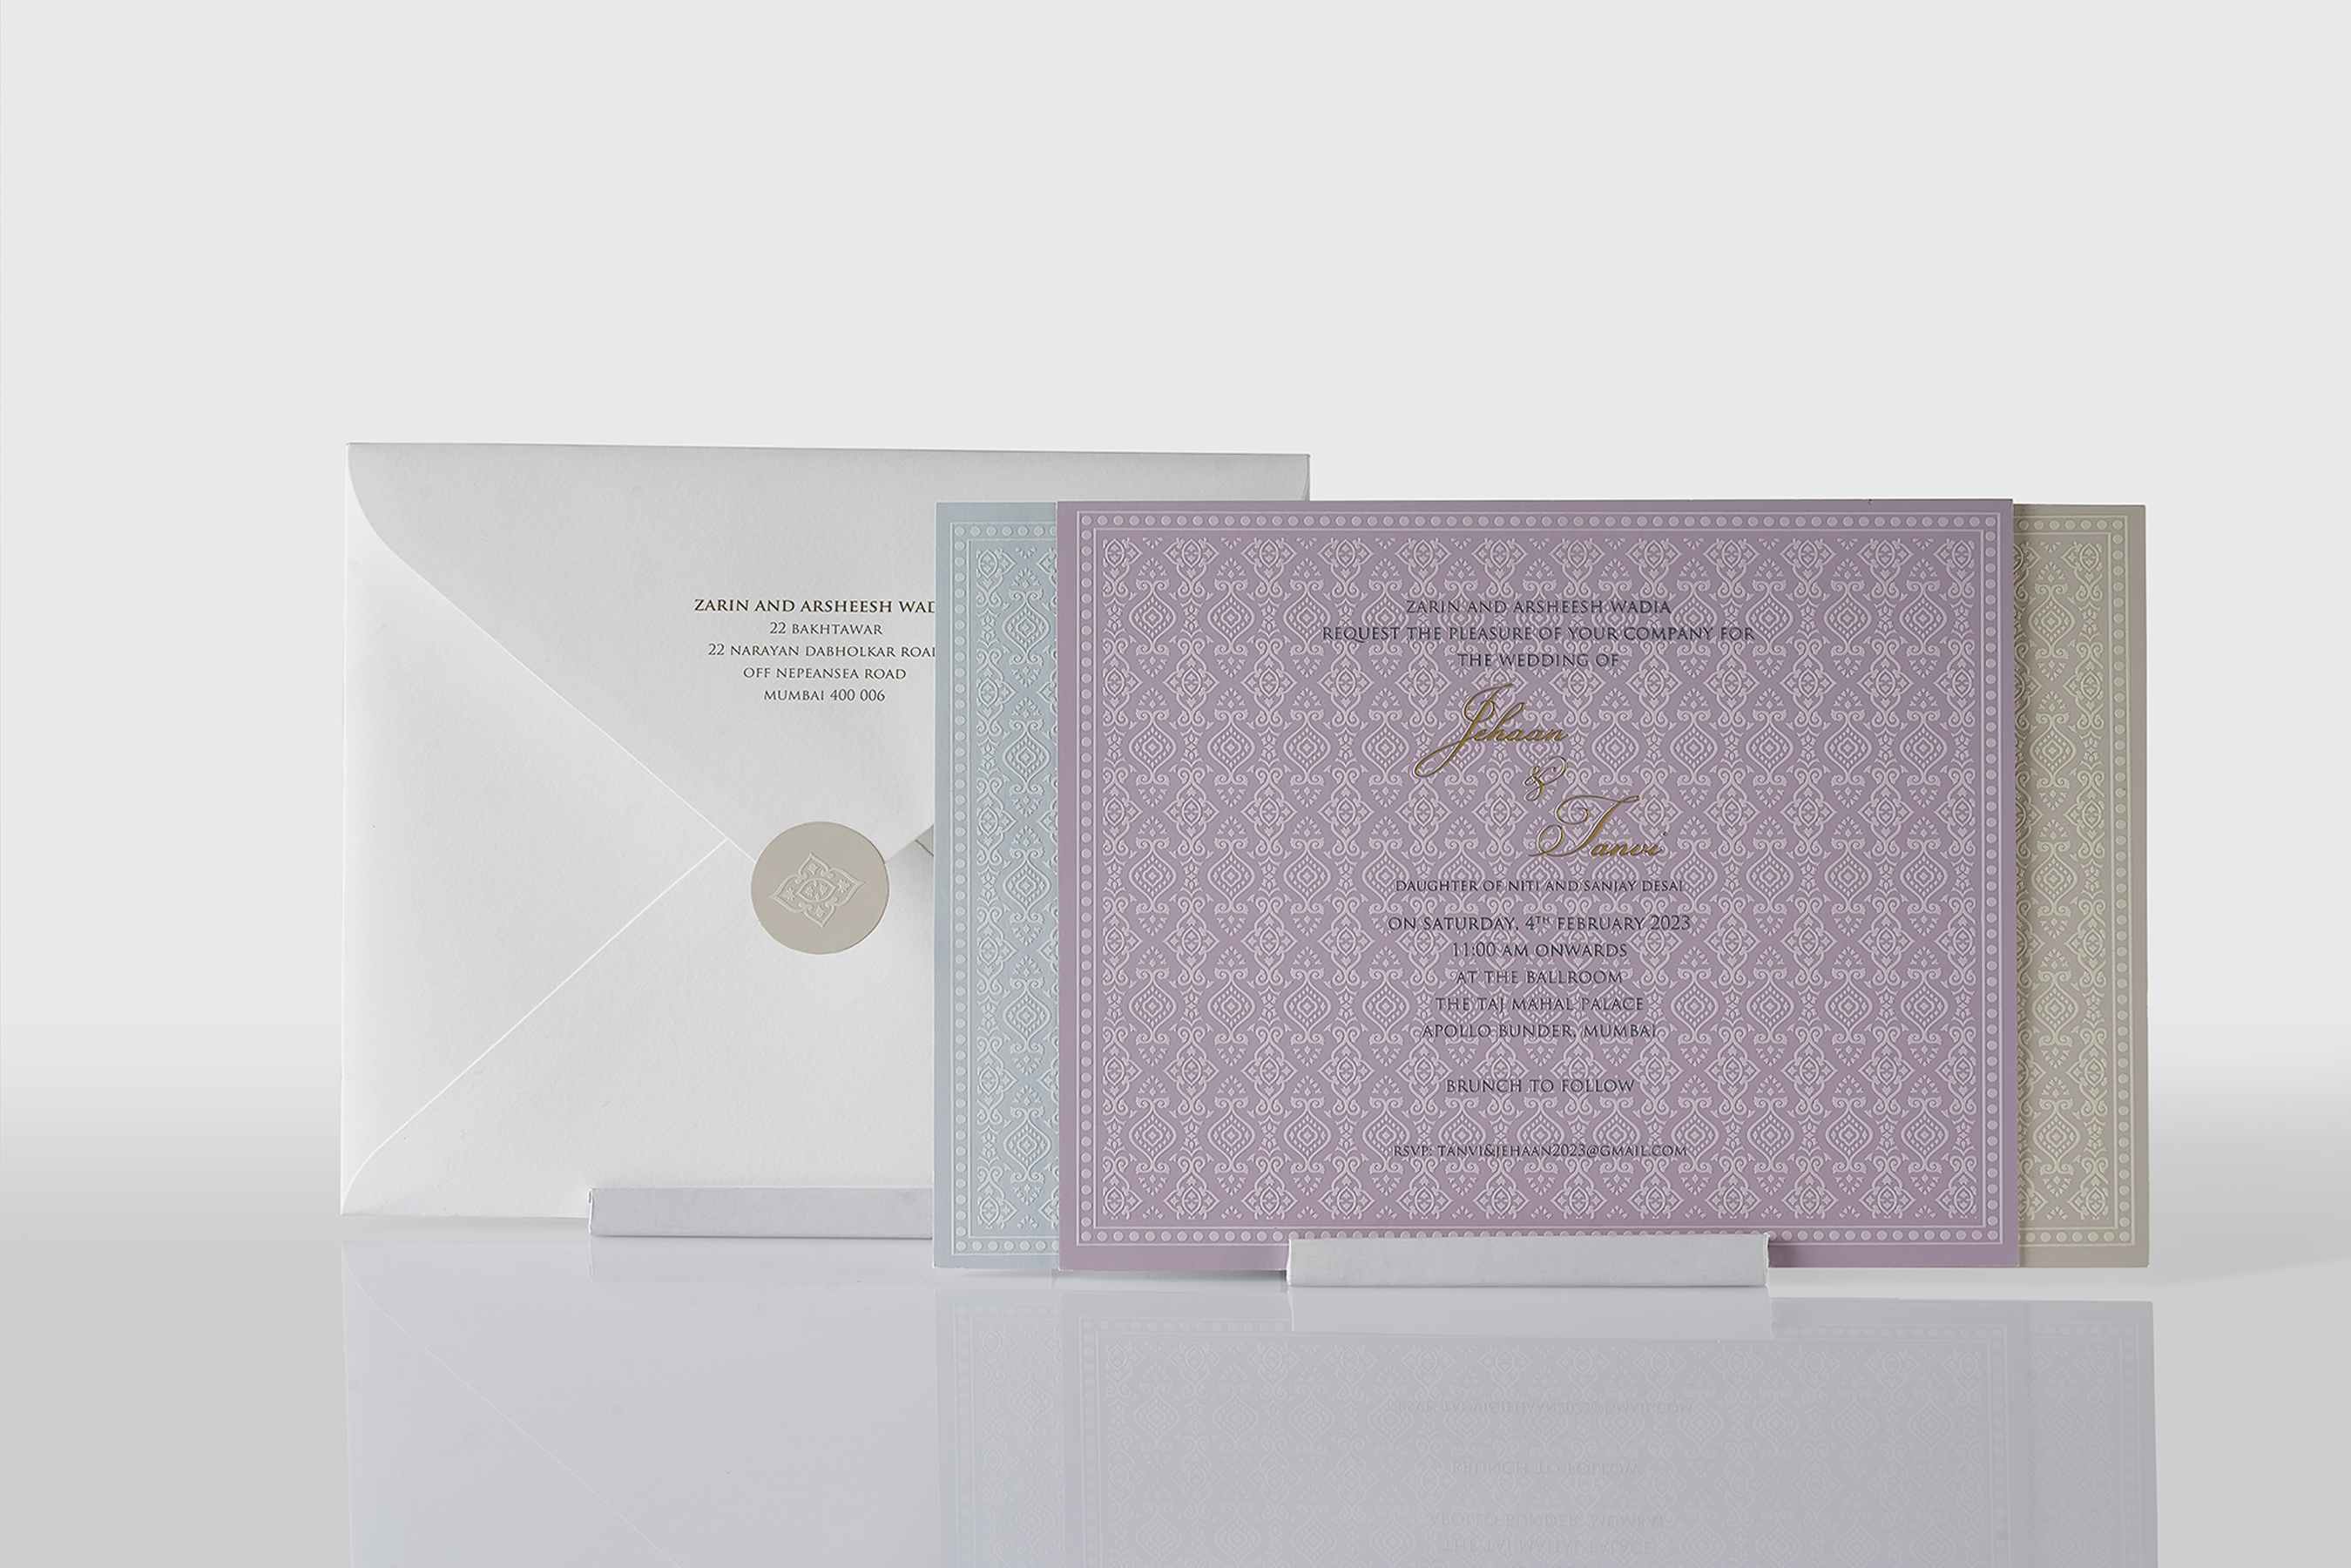 ZARIN AND ARSHEESH
22 BAKHTAWAR
22 NARAYAN DABHOLKAR
OFF NEPEANSEA ROAD
MUMBAI 400 006
ZARIN AND ARSHEESH WADIA
REQUEST THE PLEASURE OF YOUR COMPANY FOR
THE WEDDING OF
Jehaan
&
Tanvi
DAUGHTER OF NITI AND SANJAY DESAI
ON SATURDAY, 4TH FEBRUARY 2023
11:00 AM ONWARDS
AT THE BALLROOM
THE TAJ MAHAL PALACE
APOLLO BUNDER, MUMBAI
BRUNCH TO FOLLOW
RSVP: TANVI&JEHAAN2023@GMAIL.COM